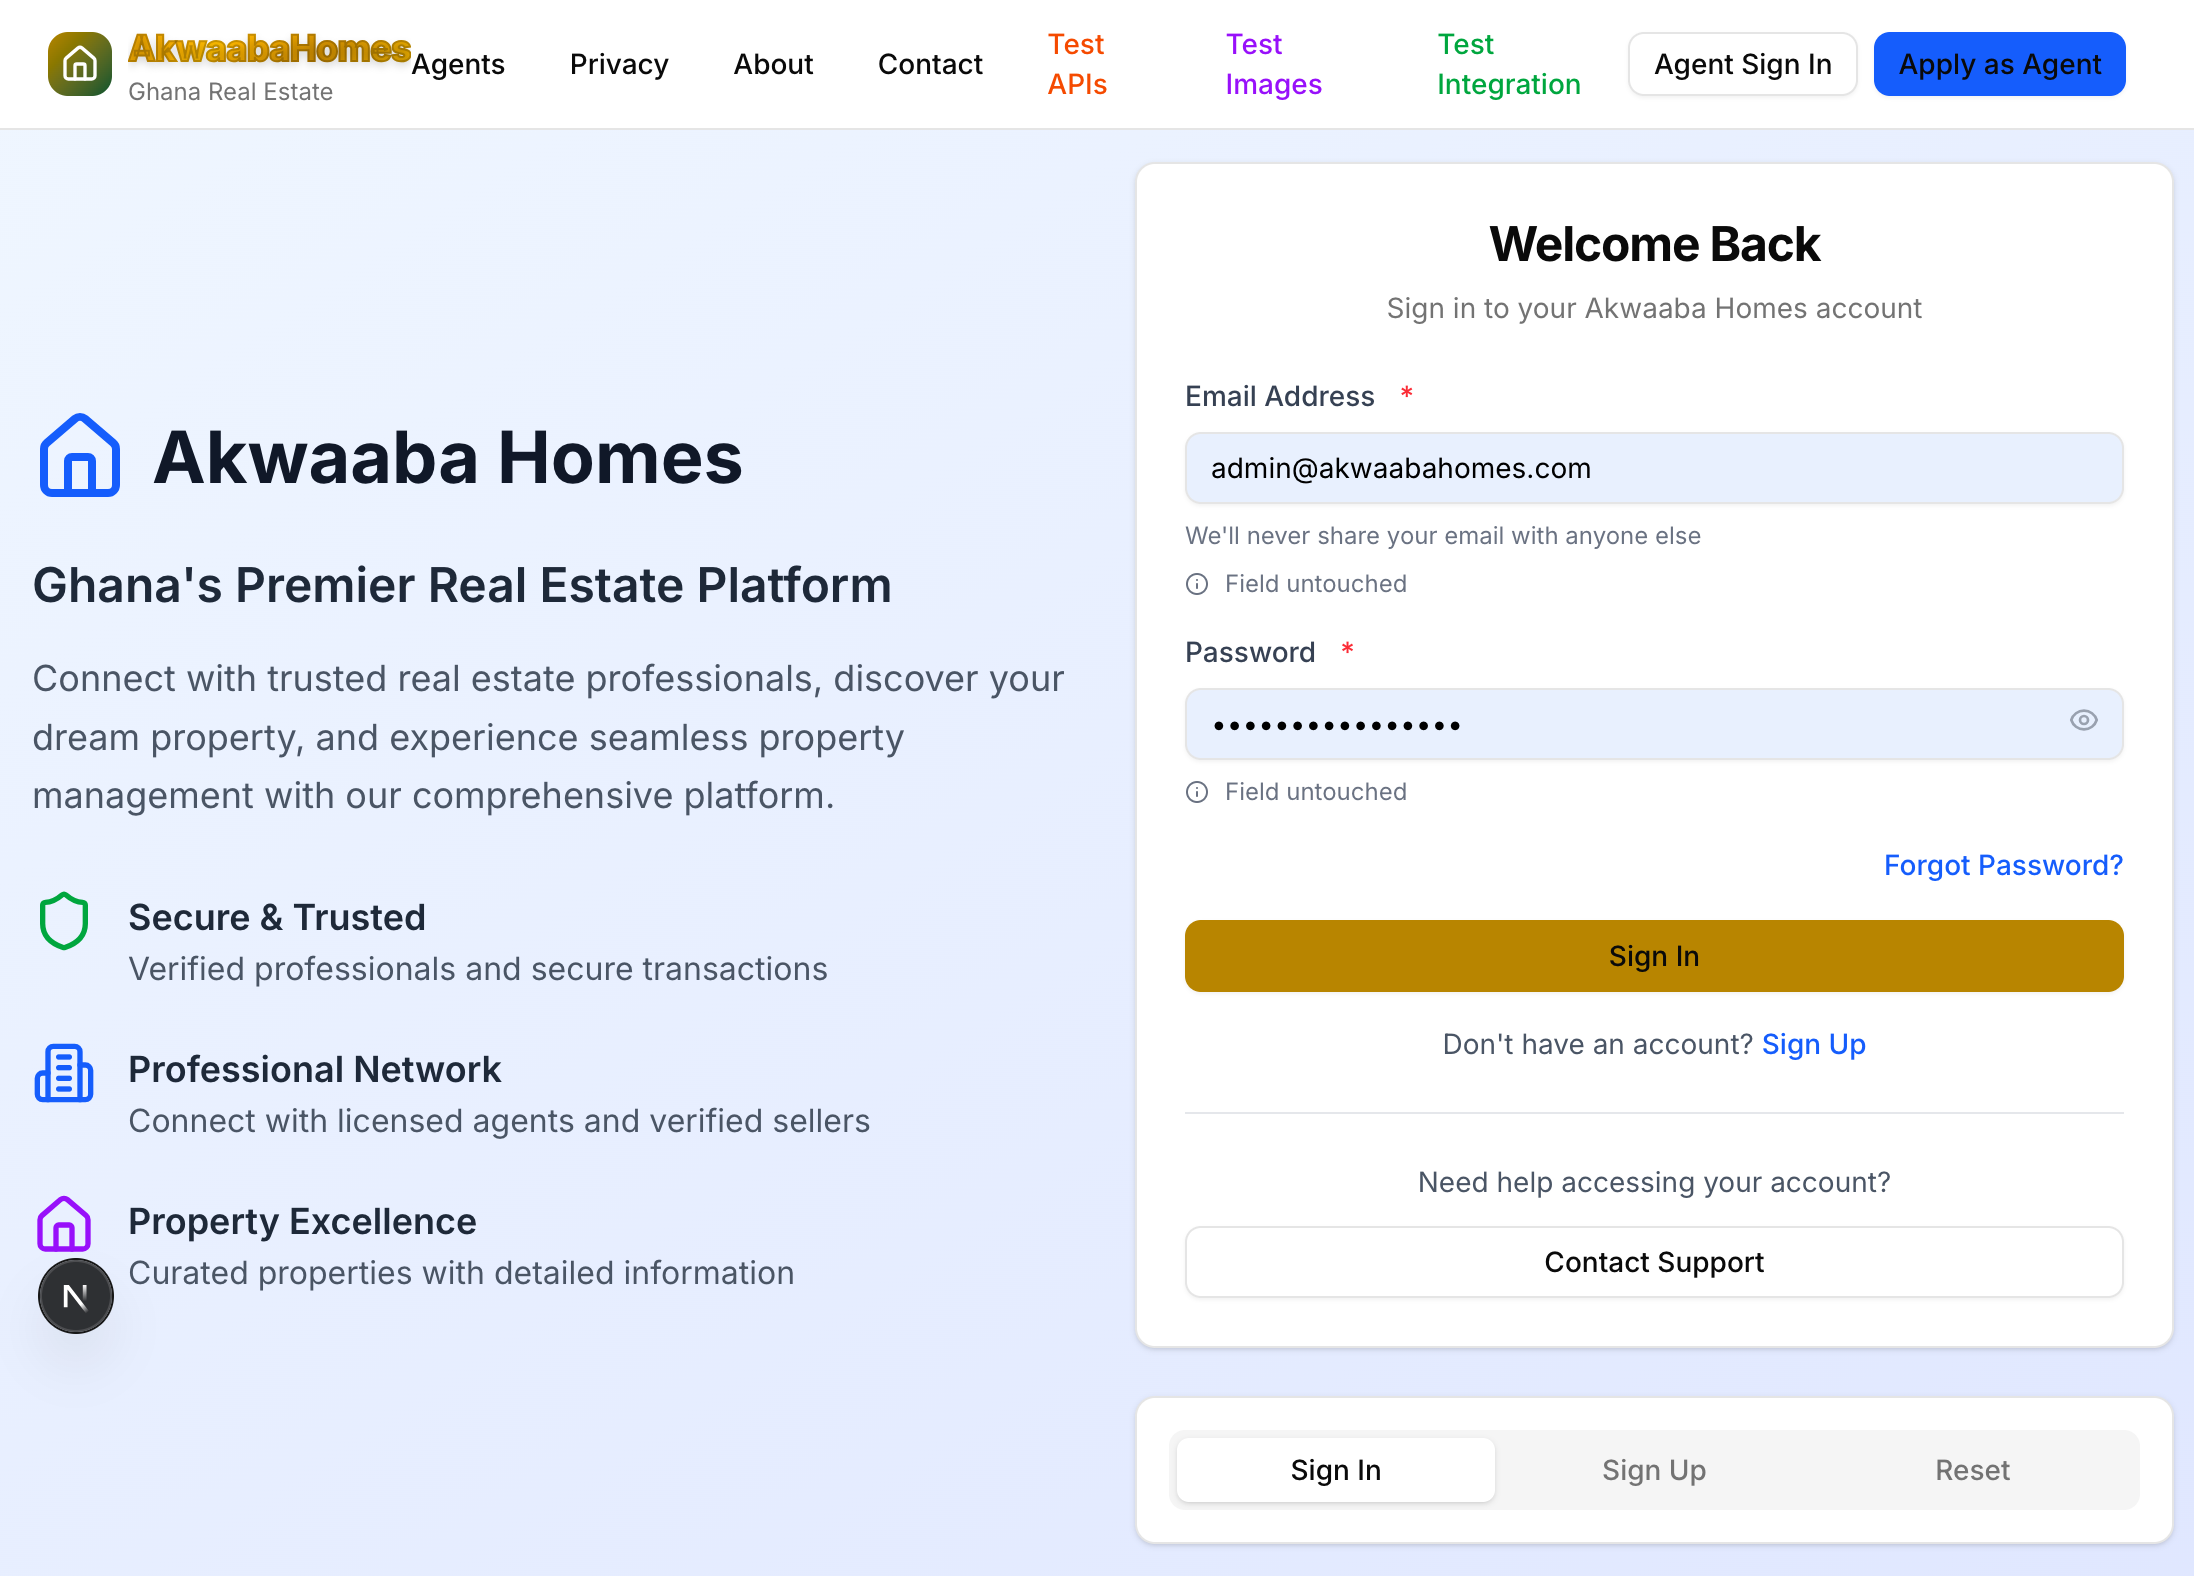 AkwaabaHomes
Ghana Real Estate
Agents
Privacy
About
Contact
Test
APIs
Test
Images
Test
Integration
Agent Sign In
Apply as Agent
Akwaaba Homes
Ghana's Premier Real Estate Platform
Connect with trusted real estate professionals, discover your
dream property, and experience seamless property
management with our comprehensive platform.
Secure & Trusted
Verified professionals and secure transactions
Professional Network
Connect with licensed agents and verified sellers
Property Excellence
Curated properties with detailed information
N
Welcome Back
Sign in to your Akwaaba Homes account
Email Address *
admin@akwaabahomes.com
We'll never share your email with anyone else
Field untouched
Password *
••••••••••••••••
Field untouched
Forgot Password?
Sign In
Don't have an account? Sign Up
Need help accessing your account?
Contact Support
Sign In
Sign Up
Reset